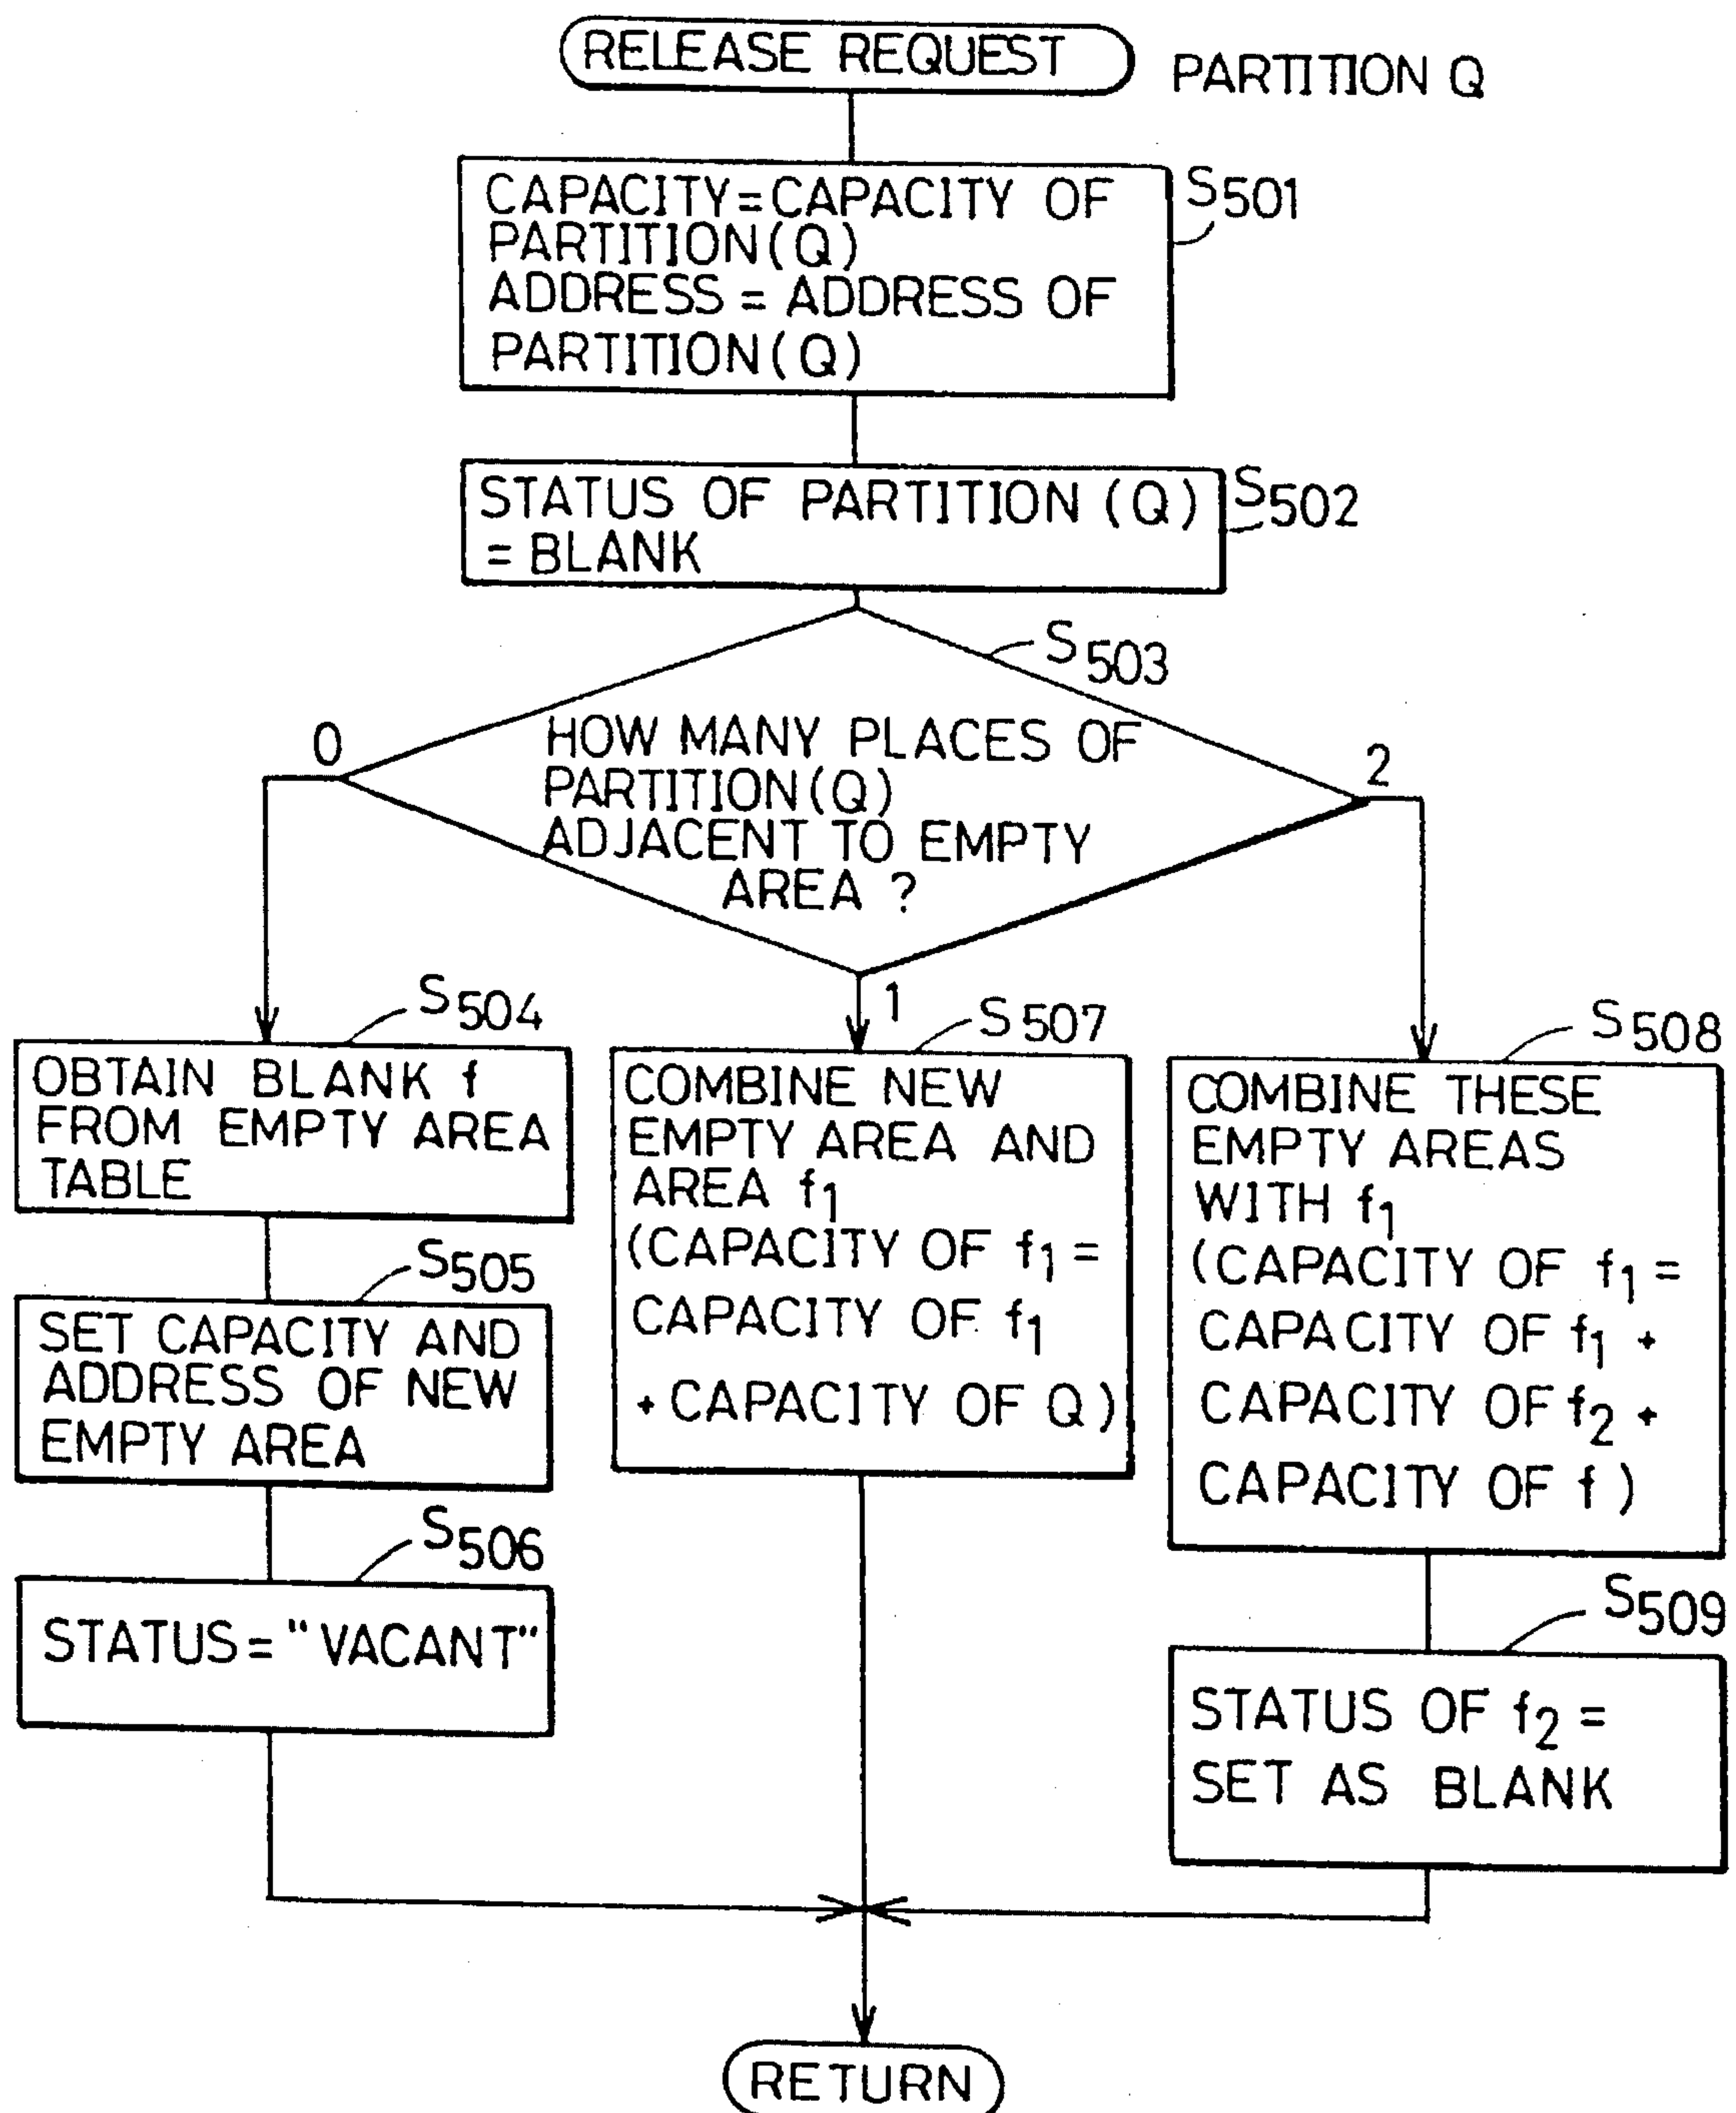 RELEASE REQUEST
PARTITION Q
CAPACITY=CAPACITY OF
PARTITION(Q)
ADDRESS = ADDRESS OF
PARTITION(Q)
S501
STATUS OF PARTITION (Q)
= BLANK
S502
S503
HOW MANY PLACES OF
PARTITION(Q)
ADJACENT TO EMPTY
AREA ?
0
2
1
S504
OBTAIN BLANK f
FROM EMPTY AREA
TABLE
S505
SET CAPACITY AND
ADDRESS OF NEW
EMPTY AREA
S506
STATUS= "VACANT"
S507
COMBINE NEW
EMPTY AREA AND
AREA f1
(CAPACITY OF f1 =
CAPACITY OF f1
+ CAPACITY OF Q)
S508
COMBINE THESE
EMPTY AREAS
WITH f1
(CAPACITY OF f1 =
CAPACITY OF f1 +
CAPACITY OF f2 +
CAPACITY OF f )
S509
STATUS OF f2 =
SET AS BLANK
RETURN